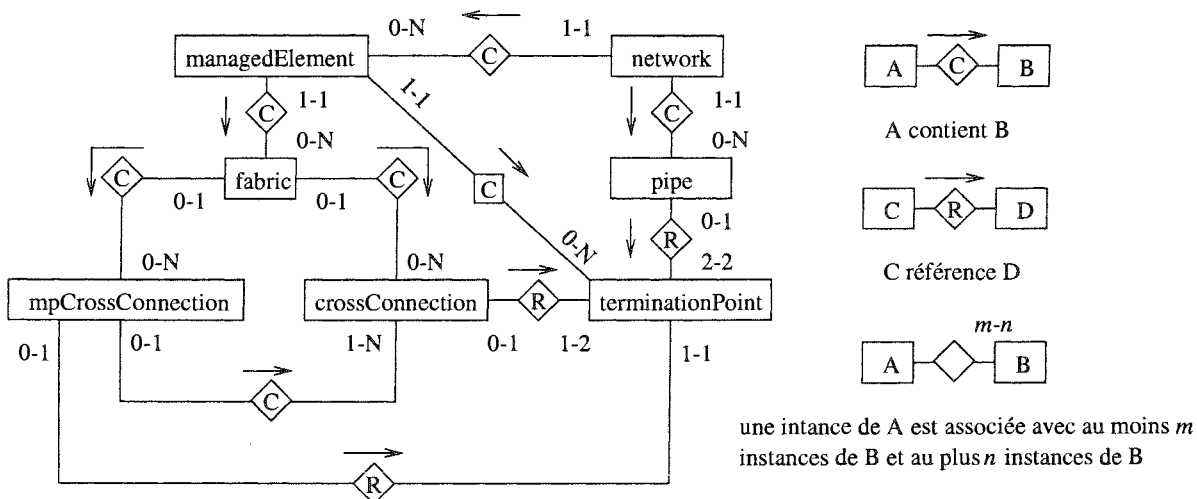 0-N
1-1
managedElement
C
network
A
C
B
1-1
1-1
C
C
1-1
A contient B
0-N
0-N
C
fabric
C
C
pipe
0-1
0-1
0-1
C
R
D
R
0-N
0-N
0-N
2-2
C référence D
mpCrossConnection
crossConnection
R
terminationPoint
m-n
0-1
0-1
1-N
0-1
1-2
1-1
A
B
C
une intance de A est associée avec au moins m
instances de B et au plus n instances de B
R